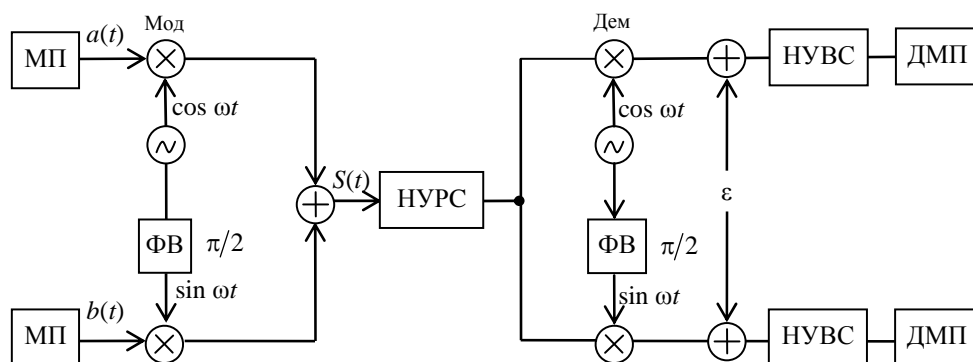 Мод
Дем
МП
a(t)
НУВС
ДМП
cos ωt
cos ωt
S(t)
НУРС
ε
ФВ
π/2
ФВ
π/2
sin ωt
sin ωt
МП
b(t)
НУВС
ДМП